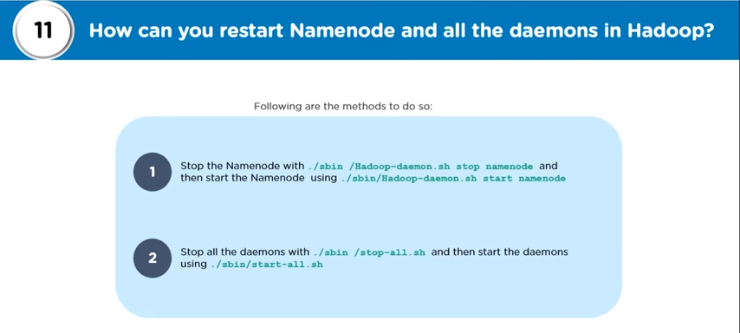 11
How can you restart Namenode and all the daemons in Hadoop?
Following are the methods to do so:
1
Stop the Namenode with ./sbin /Hadoop-daemon.sh stop namenode and
then start the Namenode using ./sbin/Hadoop-daemon.sh start namenode
2
Stop all the daemons with ./sbin /stop-all.sh and then start the daemons
using ./sbin/start-all.sh